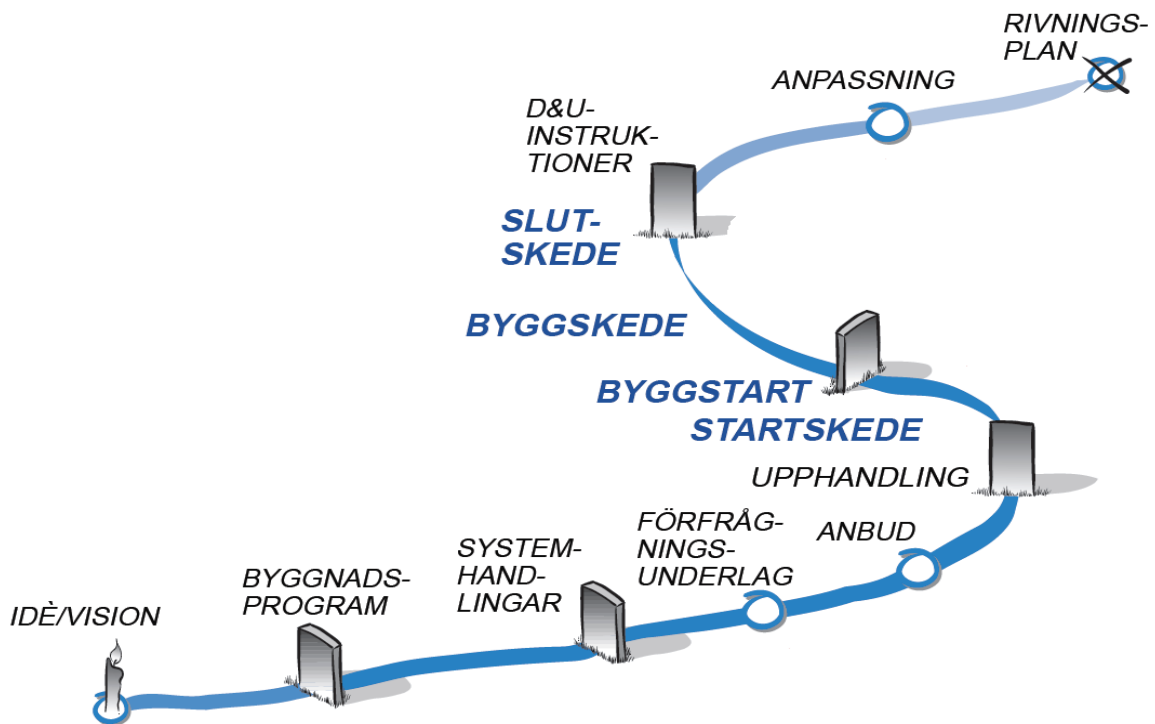 IDÈ/VISION
BYGGNADS-
PROGRAM
SYSTEM-
HAND-
LINGAR
FÖRFRÅG-
NINGS-
UNDERLAG
ANBUD
UPPHANDLING
STARTSKEDE
BYGGSTART
BYGGSKEDE
SLUT-
SKEDE
D&U-
INSTRUK-
TIONER
ANPASSNING
RIVNINGS-
PLAN